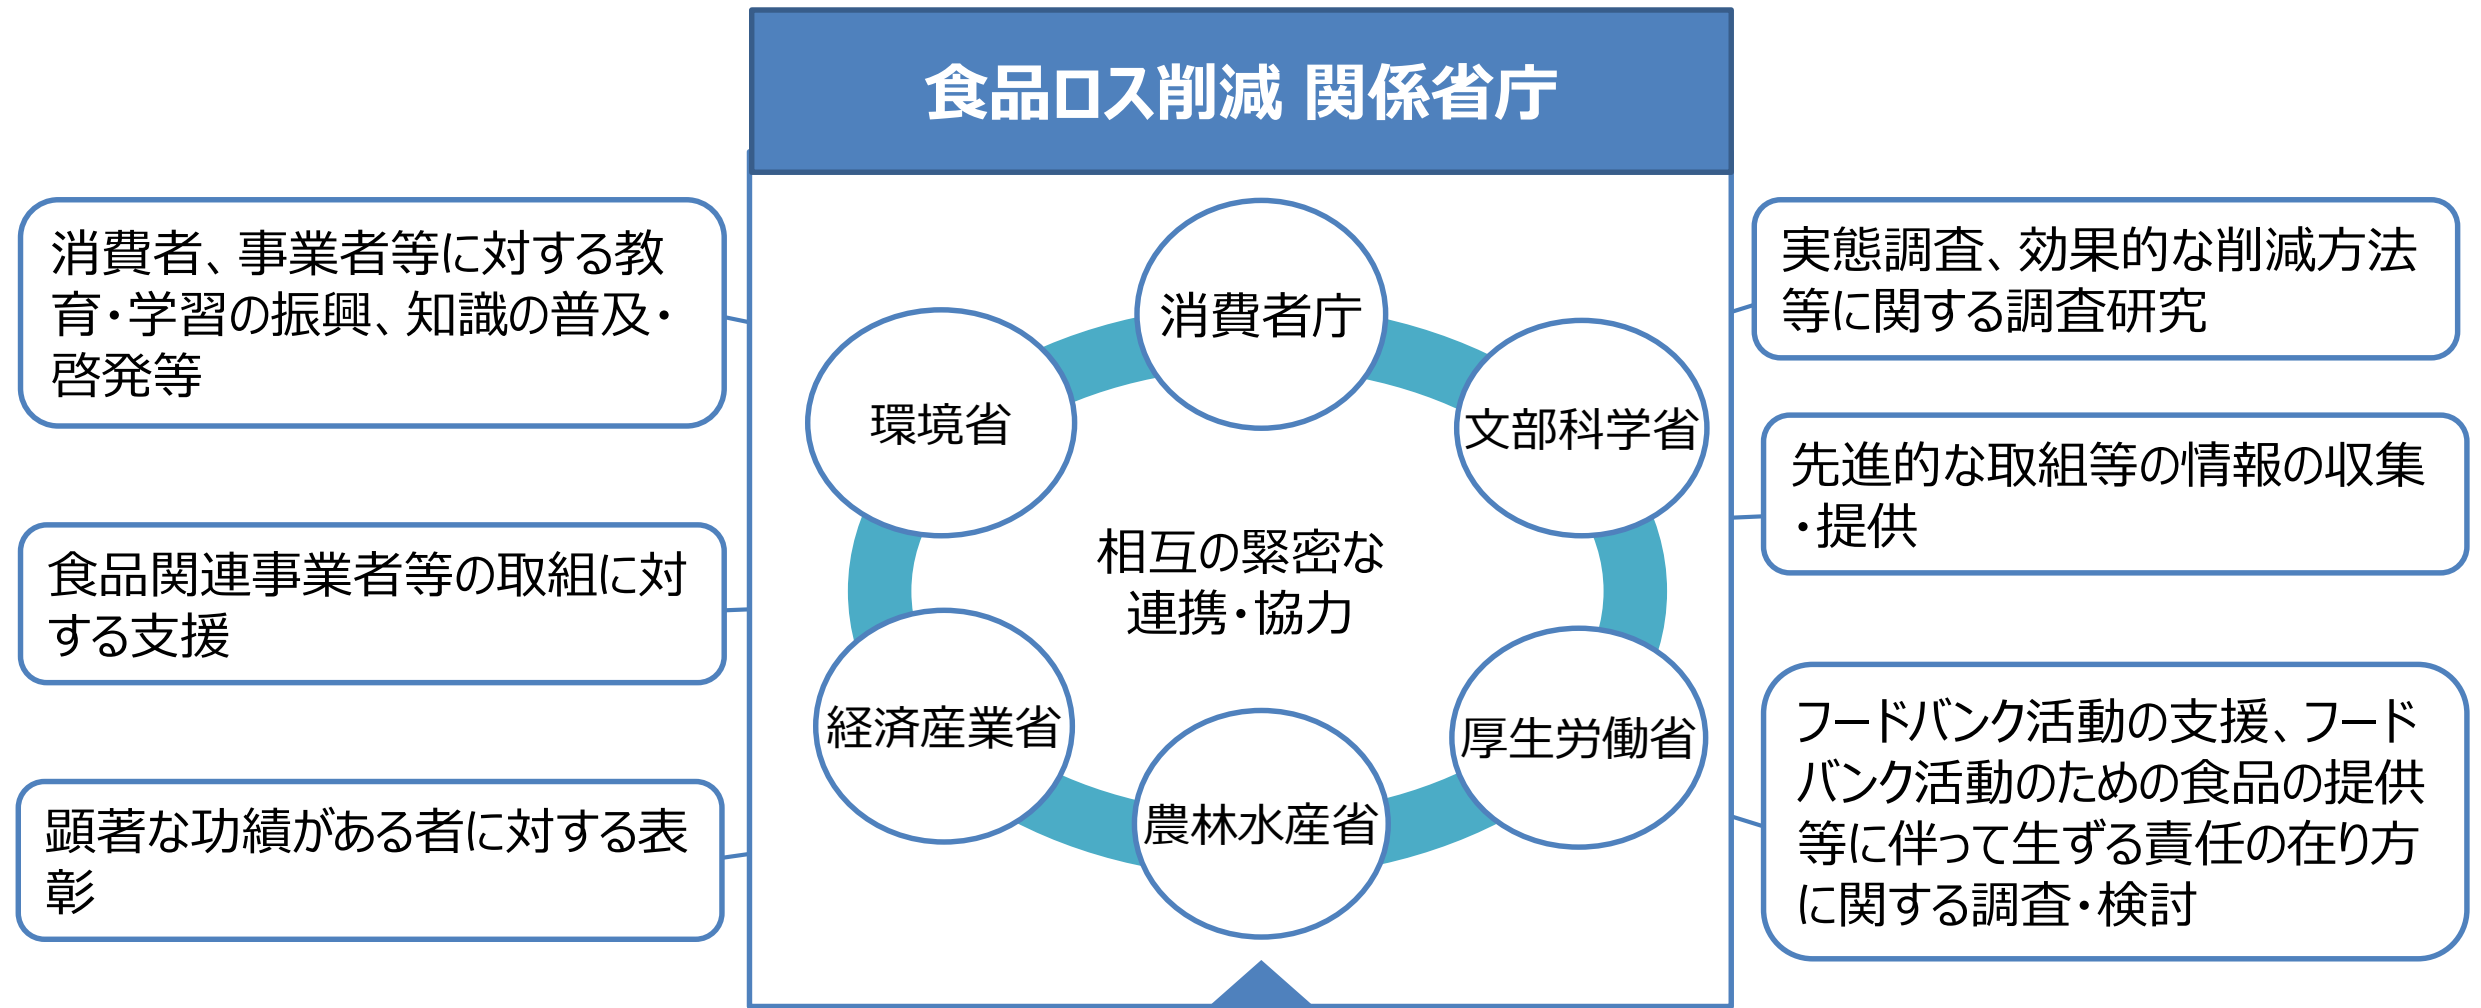 食品ロス削減 関係省庁
消費者、事業者等に対する教
育・学習の振興、知識の普及・
啓発等
食品関連事業者等の取組に対
する支援
顕著な功績がある者に対する表
彰
消費者庁
環境省
文部科学省
相互の緊密な
連携・協力
経済産業省
厚生労働省
農林水産省
実態調査、効果的な削減方法
等に関する調査研究
先進的な取組等の情報の収集
・提供
フードバンク活動の支援、フード
バンク活動のための食品の提供
等に伴って生ずる責任の在り方
に関する調査・検討